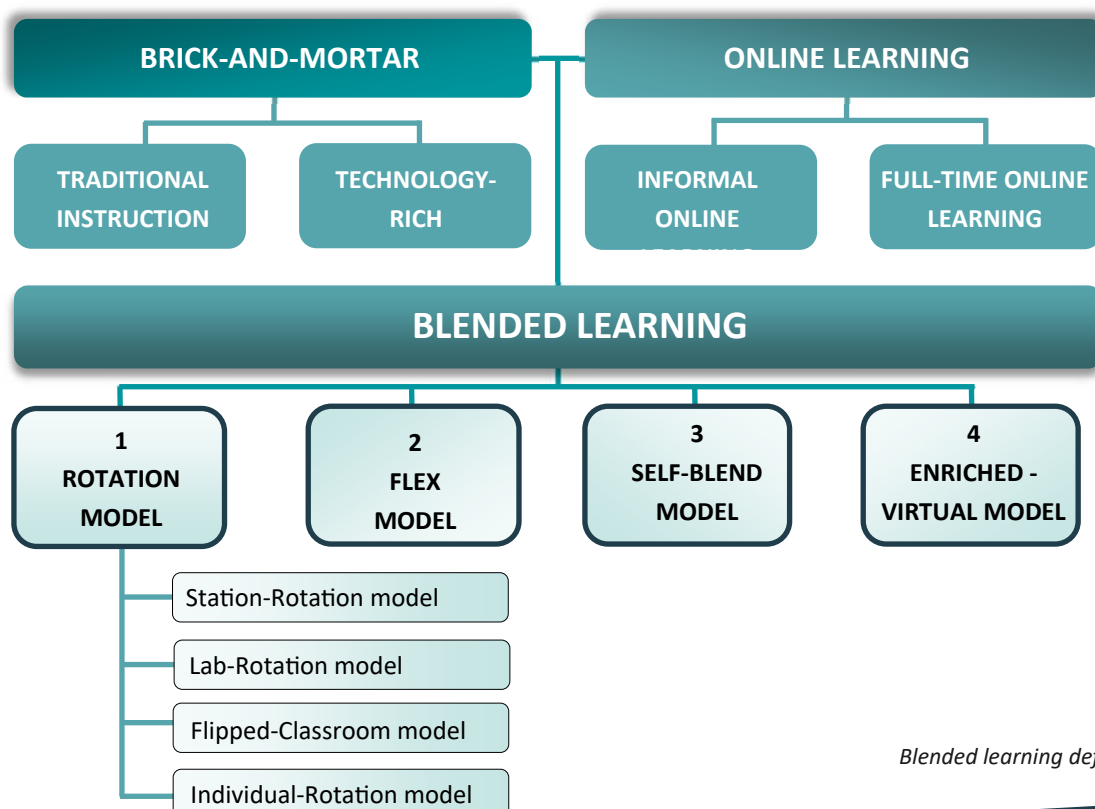 BRICK-AND-MORTAR
ONLINE LEARNING
TRADITIONAL
INSTRUCTION
TECHNOLOGY-
RICH
INFORMAL
ONLINE
FULL-TIME ONLINE
LEARNING
BLENDED LEARNING
1
ROTATION
MODEL
2
FLEX
MODEL
3
SELF-BLEND
MODEL
4
ENRICHED -
VIRTUAL MODEL
Station-Rotation model
Lab-Rotation model
Flipped-Classroom model
Individual-Rotation model
Blended learning